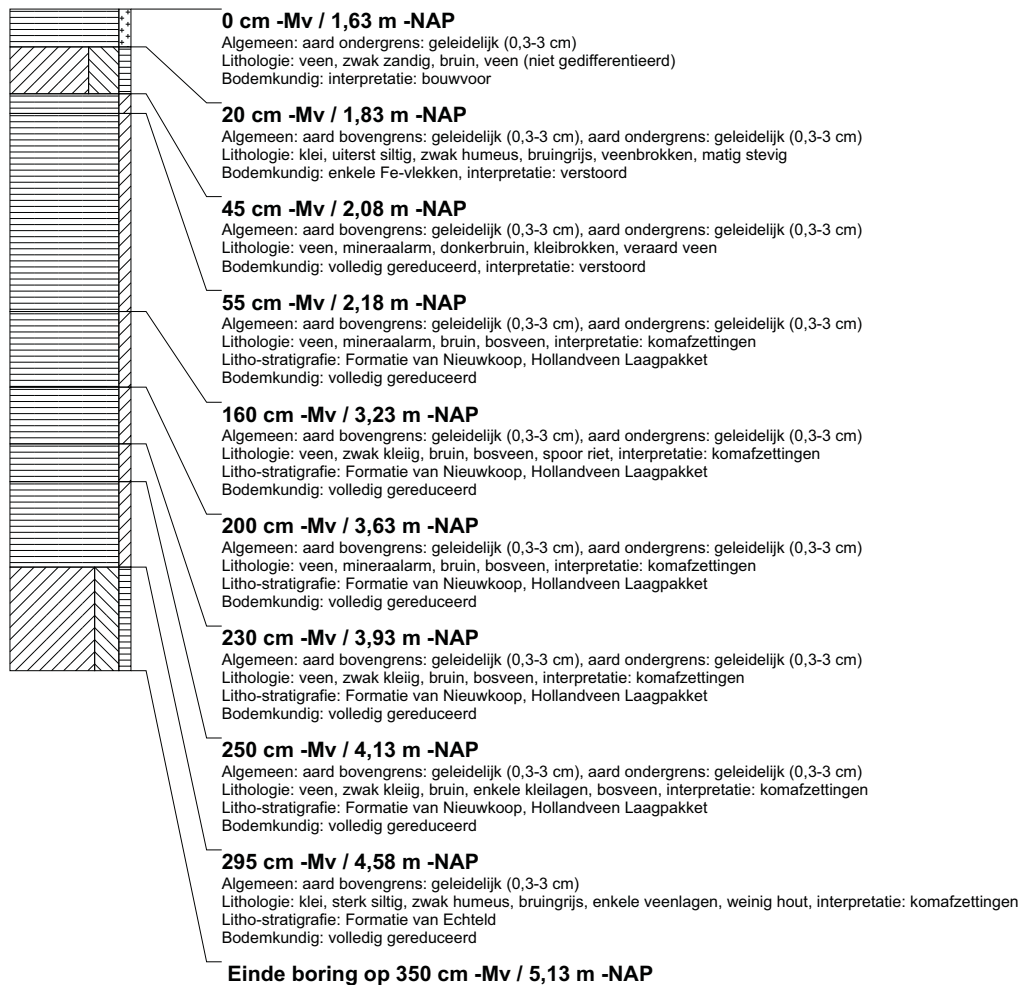 0 cm -Mv / 1,63 m -NAP
Algemeen: aard ondergrens: geleidelijk (0,3-3 cm)
Lithologie: veen, zwak zandig, bruin, veen (niet gedifferentieerd)
Bodemkundig: interpretatie: bouwvoor
20 cm -Mv / 1,83 m -NAP
Algemeen: aard bovengrens: geleidelijk (0,3-3 cm), aard ondergrens: geleidelijk (0,3-3 cm)
Lithologie: klei, uiterst siltig, zwak humeus, bruingrijs, veenbrokken, matig stevig
Bodemkundig: enkele Fe-vlekken, interpretatie: verstoord
45 cm -Mv / 2,08 m -NAP
Algemeen: aard bovengrens: geleidelijk (0,3-3 cm), aard ondergrens: geleidelijk (0,3-3 cm)
Lithologie: veen, mineraalarm, donkerbruin, kleibrokken, veraard veen
Bodemkundig: volledig gereduceerd, interpretatie: verstoord
55 cm -Mv / 2,18 m -NAP
Algemeen: aard bovengrens: geleidelijk (0,3-3 cm), aard ondergrens: geleidelijk (0,3-3 cm)
Lithologie: veen, mineraalarm, bruin, bosveen, interpretatie: komafzettingen
Litho-stratigrafie: Formatie van Nieuwkoop, Hollandveen Laagpakket
Bodemkundig: volledig gereduceerd
160 cm -Mv / 3,23 m -NAP
Algemeen: aard bovengrens: geleidelijk (0,3-3 cm), aard ondergrens: geleidelijk (0,3-3 cm)
Lithologie: veen, zwak kleiig, bruin, bosveen, spoor riet, interpretatie: komafzettingen
Litho-stratigrafie: Formatie van Nieuwkoop, Hollandveen Laagpakket
Bodemkundig: volledig gereduceerd
200 cm -Mv / 3,63 m -NAP
Algemeen: aard bovengrens: geleidelijk (0,3-3 cm), aard ondergrens: geleidelijk (0,3-3 cm)
Lithologie: veen, mineraalarm, bruin, bosveen, interpretatie: komafzettingen
Litho-stratigrafie: Formatie van Nieuwkoop, Hollandveen Laagpakket
Bodemkundig: volledig gereduceerd
230 cm -Mv / 3,93 m -NAP
Algemeen: aard bovengrens: geleidelijk (0,3-3 cm), aard ondergrens: geleidelijk (0,3-3 cm)
Lithologie: veen, zwak kleiig, bruin, bosveen, interpretatie: komafzettingen
Litho-stratigrafie: Formatie van Nieuwkoop, Hollandveen Laagpakket
Bodemkundig: volledig gereduceerd
250 cm -Mv / 4,13 m -NAP
Algemeen: aard bovengrens: geleidelijk (0,3-3 cm), aard ondergrens: geleidelijk (0,3-3 cm)
Lithologie: veen, zwak kleiig, bruin, enkele kleilagen, bosveen, interpretatie: komafzettingen
Litho-stratigrafie: Formatie van Nieuwkoop, Hollandveen Laagpakket
Bodemkundig: volledig gereduceerd
295 cm -Mv / 4,58 m -NAP
Algemeen: aard bovengrens: geleidelijk (0,3-3 cm)
Lithologie: klei, sterk siltig, zwak humeus, bruingrijs, enkele veenlagen, weinig hout, interpretatie: komafzettingen
Litho-stratigrafie: Formatie van Echteld
Bodemkundig: volledig gereduceerd
Einde boring op 350 cm -Mv / 5,13 m -NAP